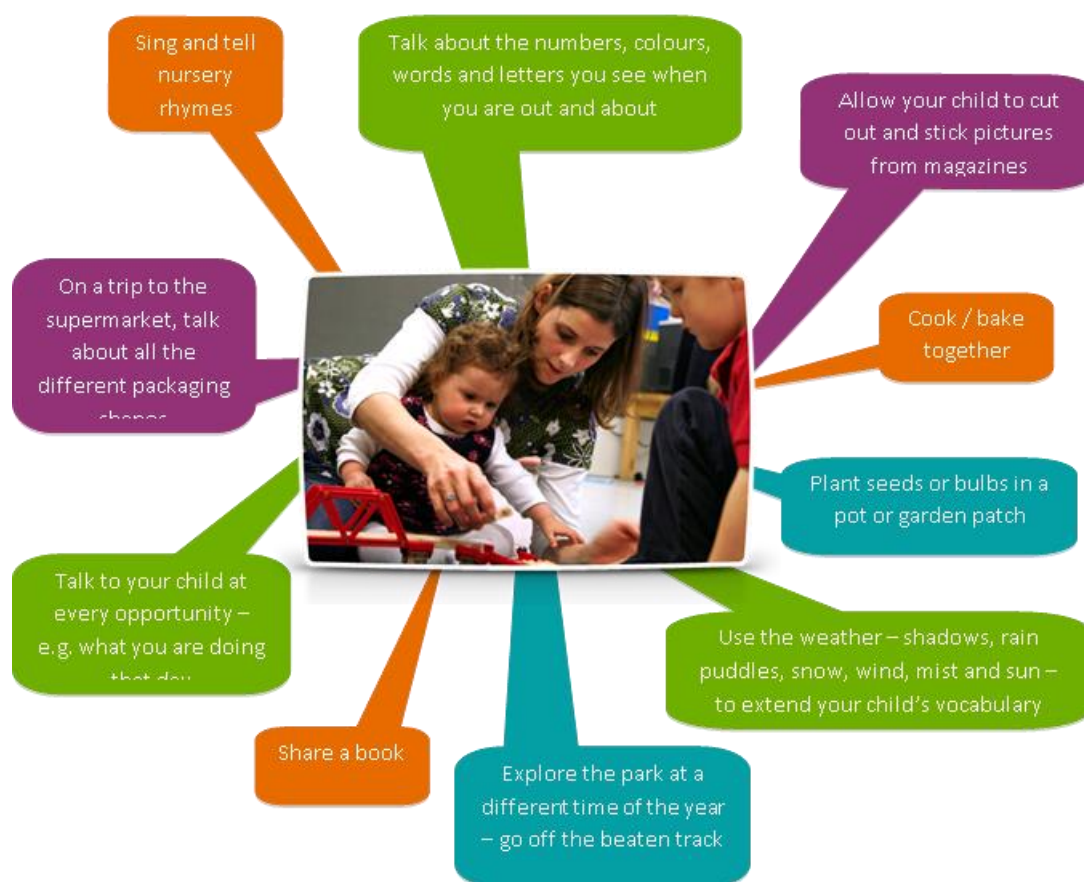 Sing and tell
nursery
rhymes
Talk about the numbers, colours,
words and letters you see when
you are out and about
Allow your child to cut
out and stick pictures
from magazines
On a trip to the
supermarket, talk
about all the
different packaging
shapes
Cook / bake
together
Plant seeds or bulbs in a
pot or garden patch
Talk to your child at
every opportunity –
e.g. what you are doing
that day
Use the weather – shadows, rain
puddles, snow, wind, mist and sun –
to extend your child's vocabulary
Share a book
Explore the park at a
different time of the year
– go off the beaten track